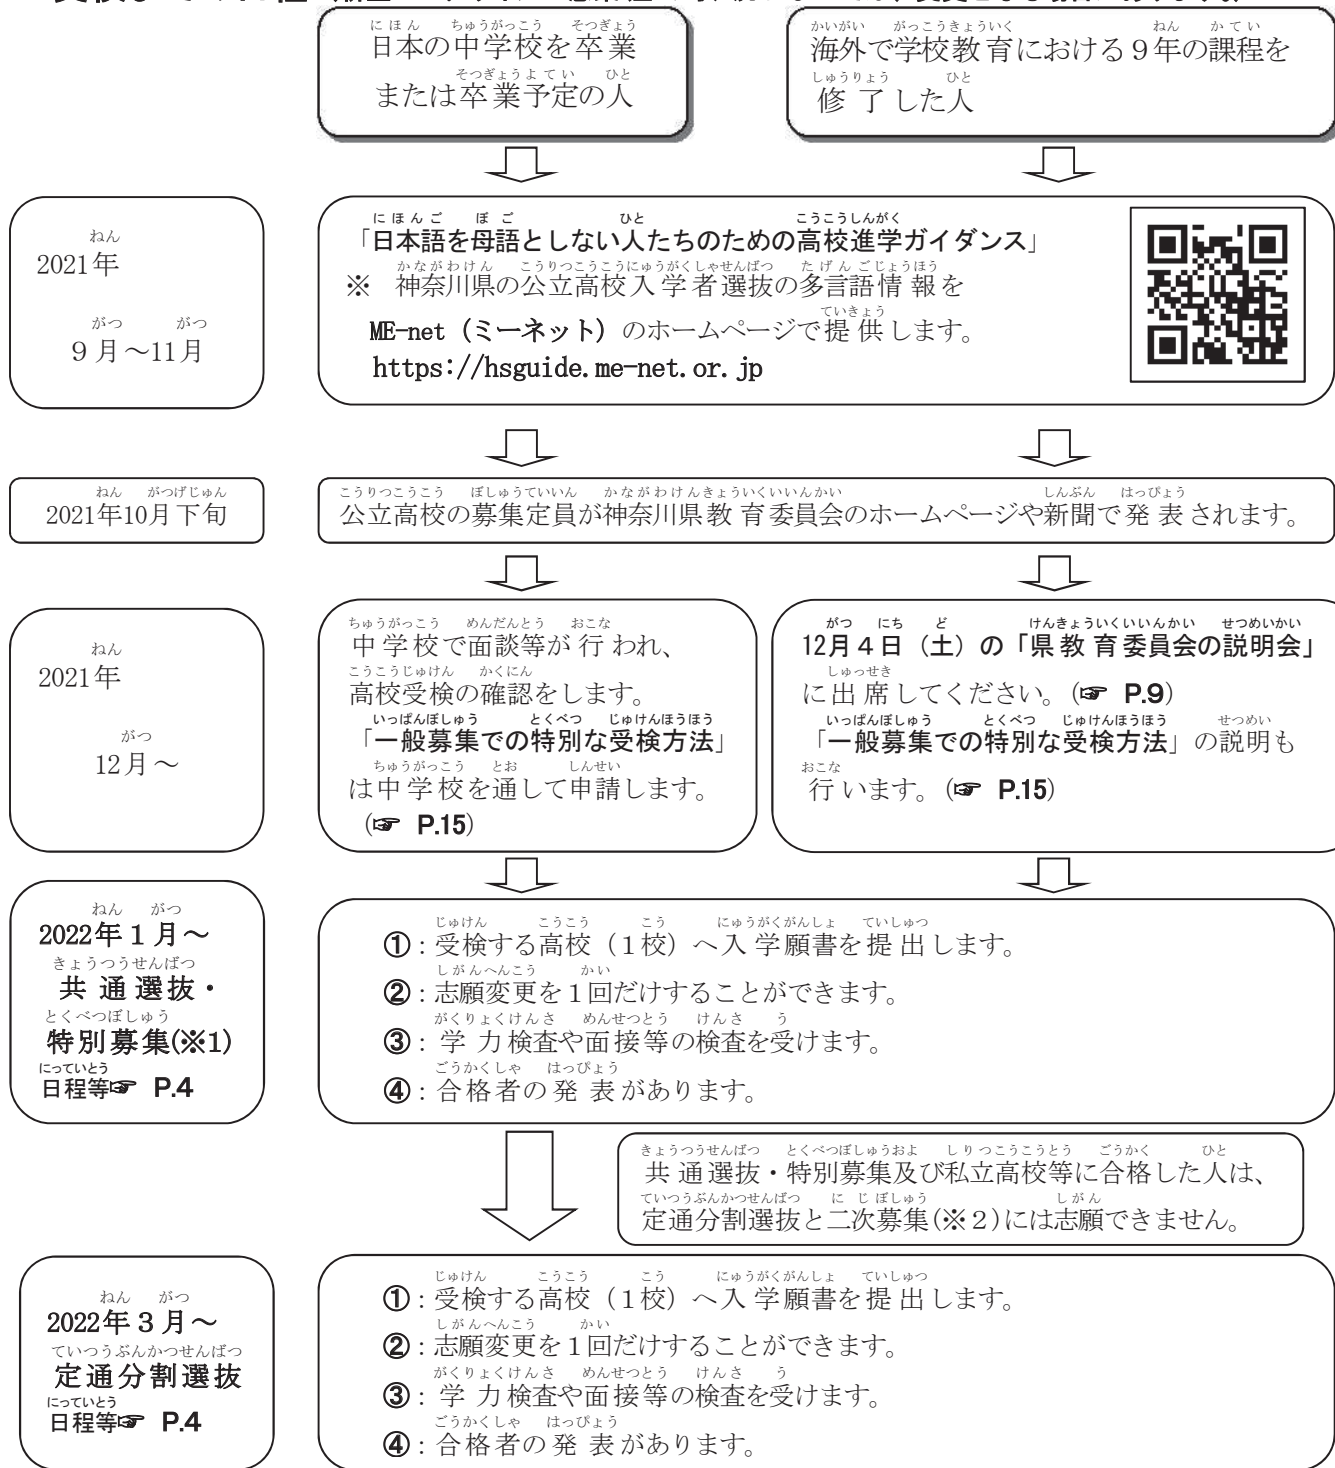 日本の中学校を卒業
または卒業予定の人
海外で学校教育における9年の課程を
修了した人
2021年
9月～11月
「日本語を母語としない人たちのための高校進学ガイダンス」
※ 神奈川県の公立高校入学者選抜の多言語情報を
ME-net（ミーネット）のホームページで提供します。
https://hsguide.me-net.or.jp
2021年10月下旬
公立高校の募集定員が神奈川県教育委員会のホームページや新聞で発表されます。
2021年
12月～
中学校で面談等が行われ、
高校受検の確認をします。
「一般募集での特別な受検方法」
は中学校を通して申請します。
(☞ P.15)
12月4日（土）の「県教育委員会の説明会」
に出席してください。(☞ P.9)
「一般募集での特別な受検方法」の説明も
行います。(☞ P.15)
2022年1月～
共通選抜・
特別募集(※1)
日程等☞ P.4
①：受検する高校（1校）へ入学願書を提出します。
②：志願変更を1回だけすることができます。
③：学力検査や面接等の検査を受けます。
④：合格者の発表があります。
共通選抜・特別募集及び私立高校等に合格した人は、
定通分割選抜と二次募集(※2)には志願できません。
2022年3月～
定通分割選抜
日程等☞ P.4
①：受検する高校（1校）へ入学願書を提出します。
②：志願変更を1回だけすることができます。
③：学力検査や面接等の検査を受けます。
④：合格者の発表があります。